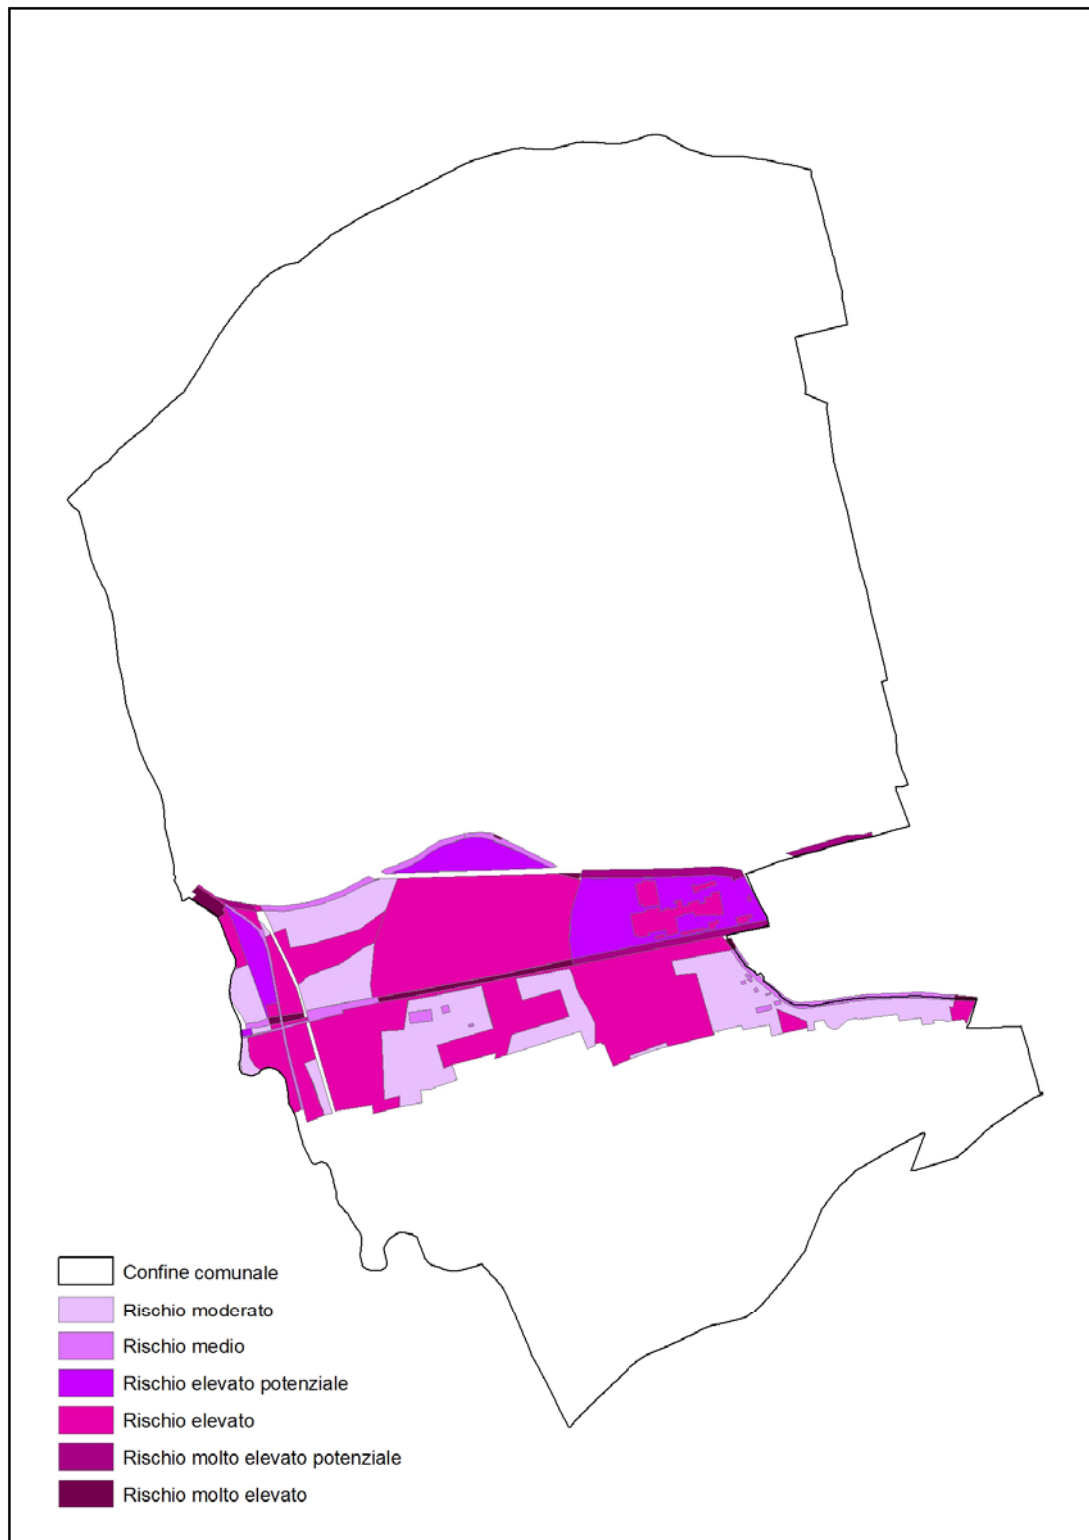 Confine comunale
Rischio moderato
Rischio medio
Rischio elevato potenziale
Rischio elevato
Rischio molto elevato potenziale
Rischio molto elevato